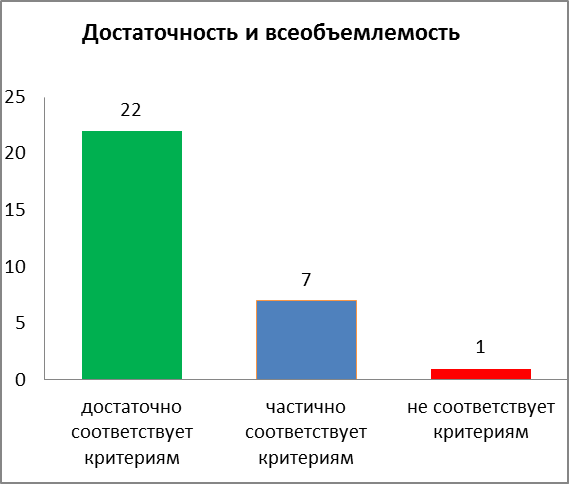 Достаточность и всеобъемлемость
25
20
15
10
5
0
22
7
1
достаточно
соответствует
критериям
частично
соответствует
критериям
не соответствует
критериям